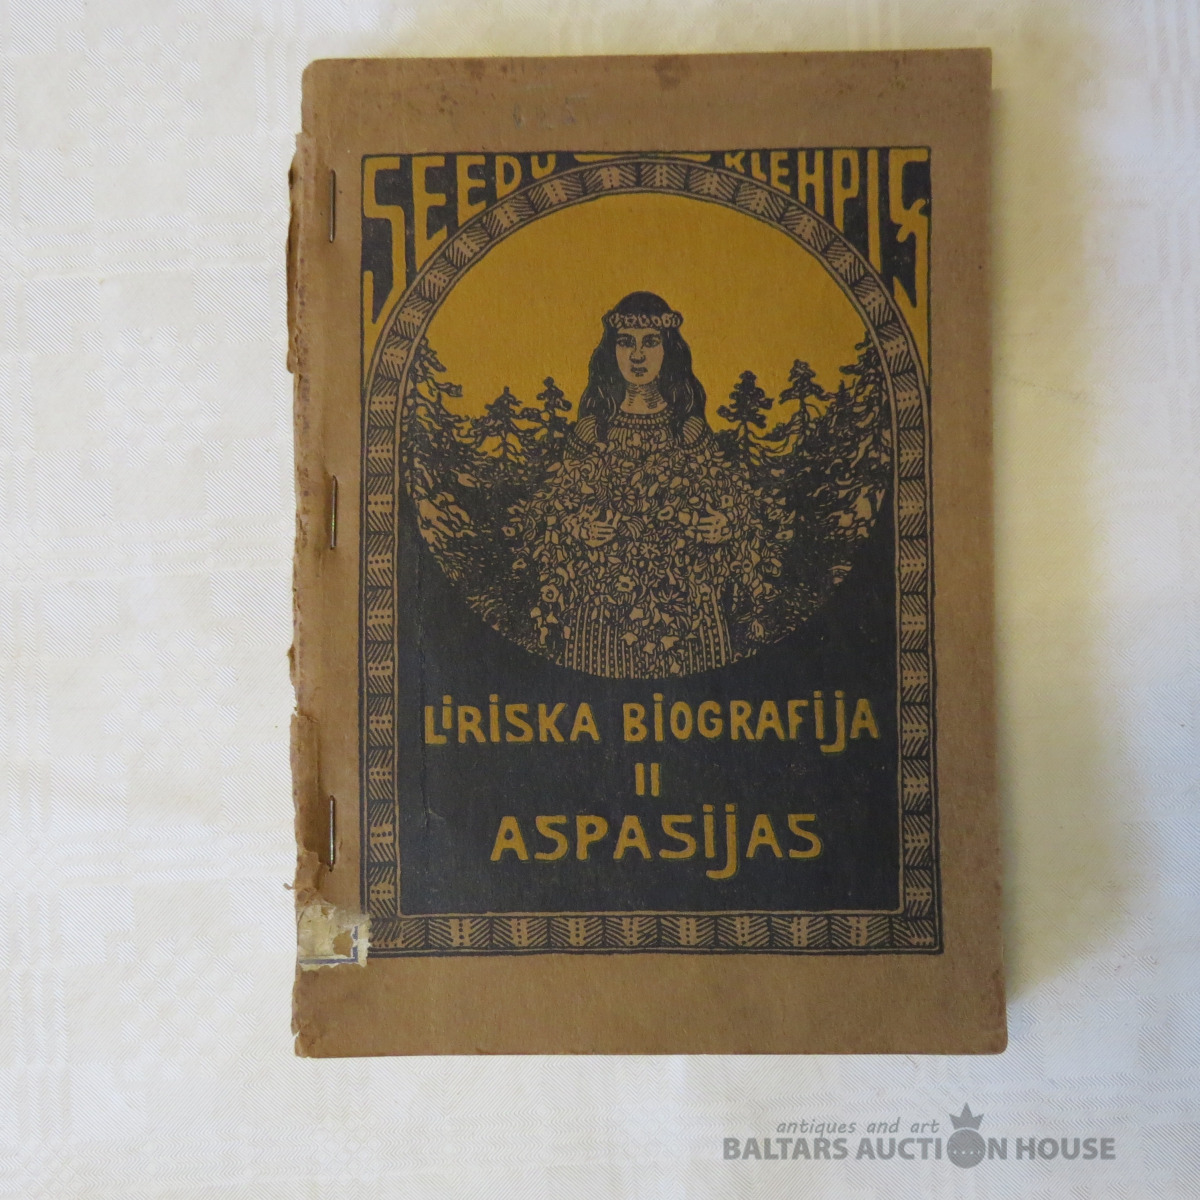 SEEDU KLEHPIS
LIRISKA BIOGRAFIJA
II
ASPASIJAS
antiques and art
BALTARS AUCTION HOUSE